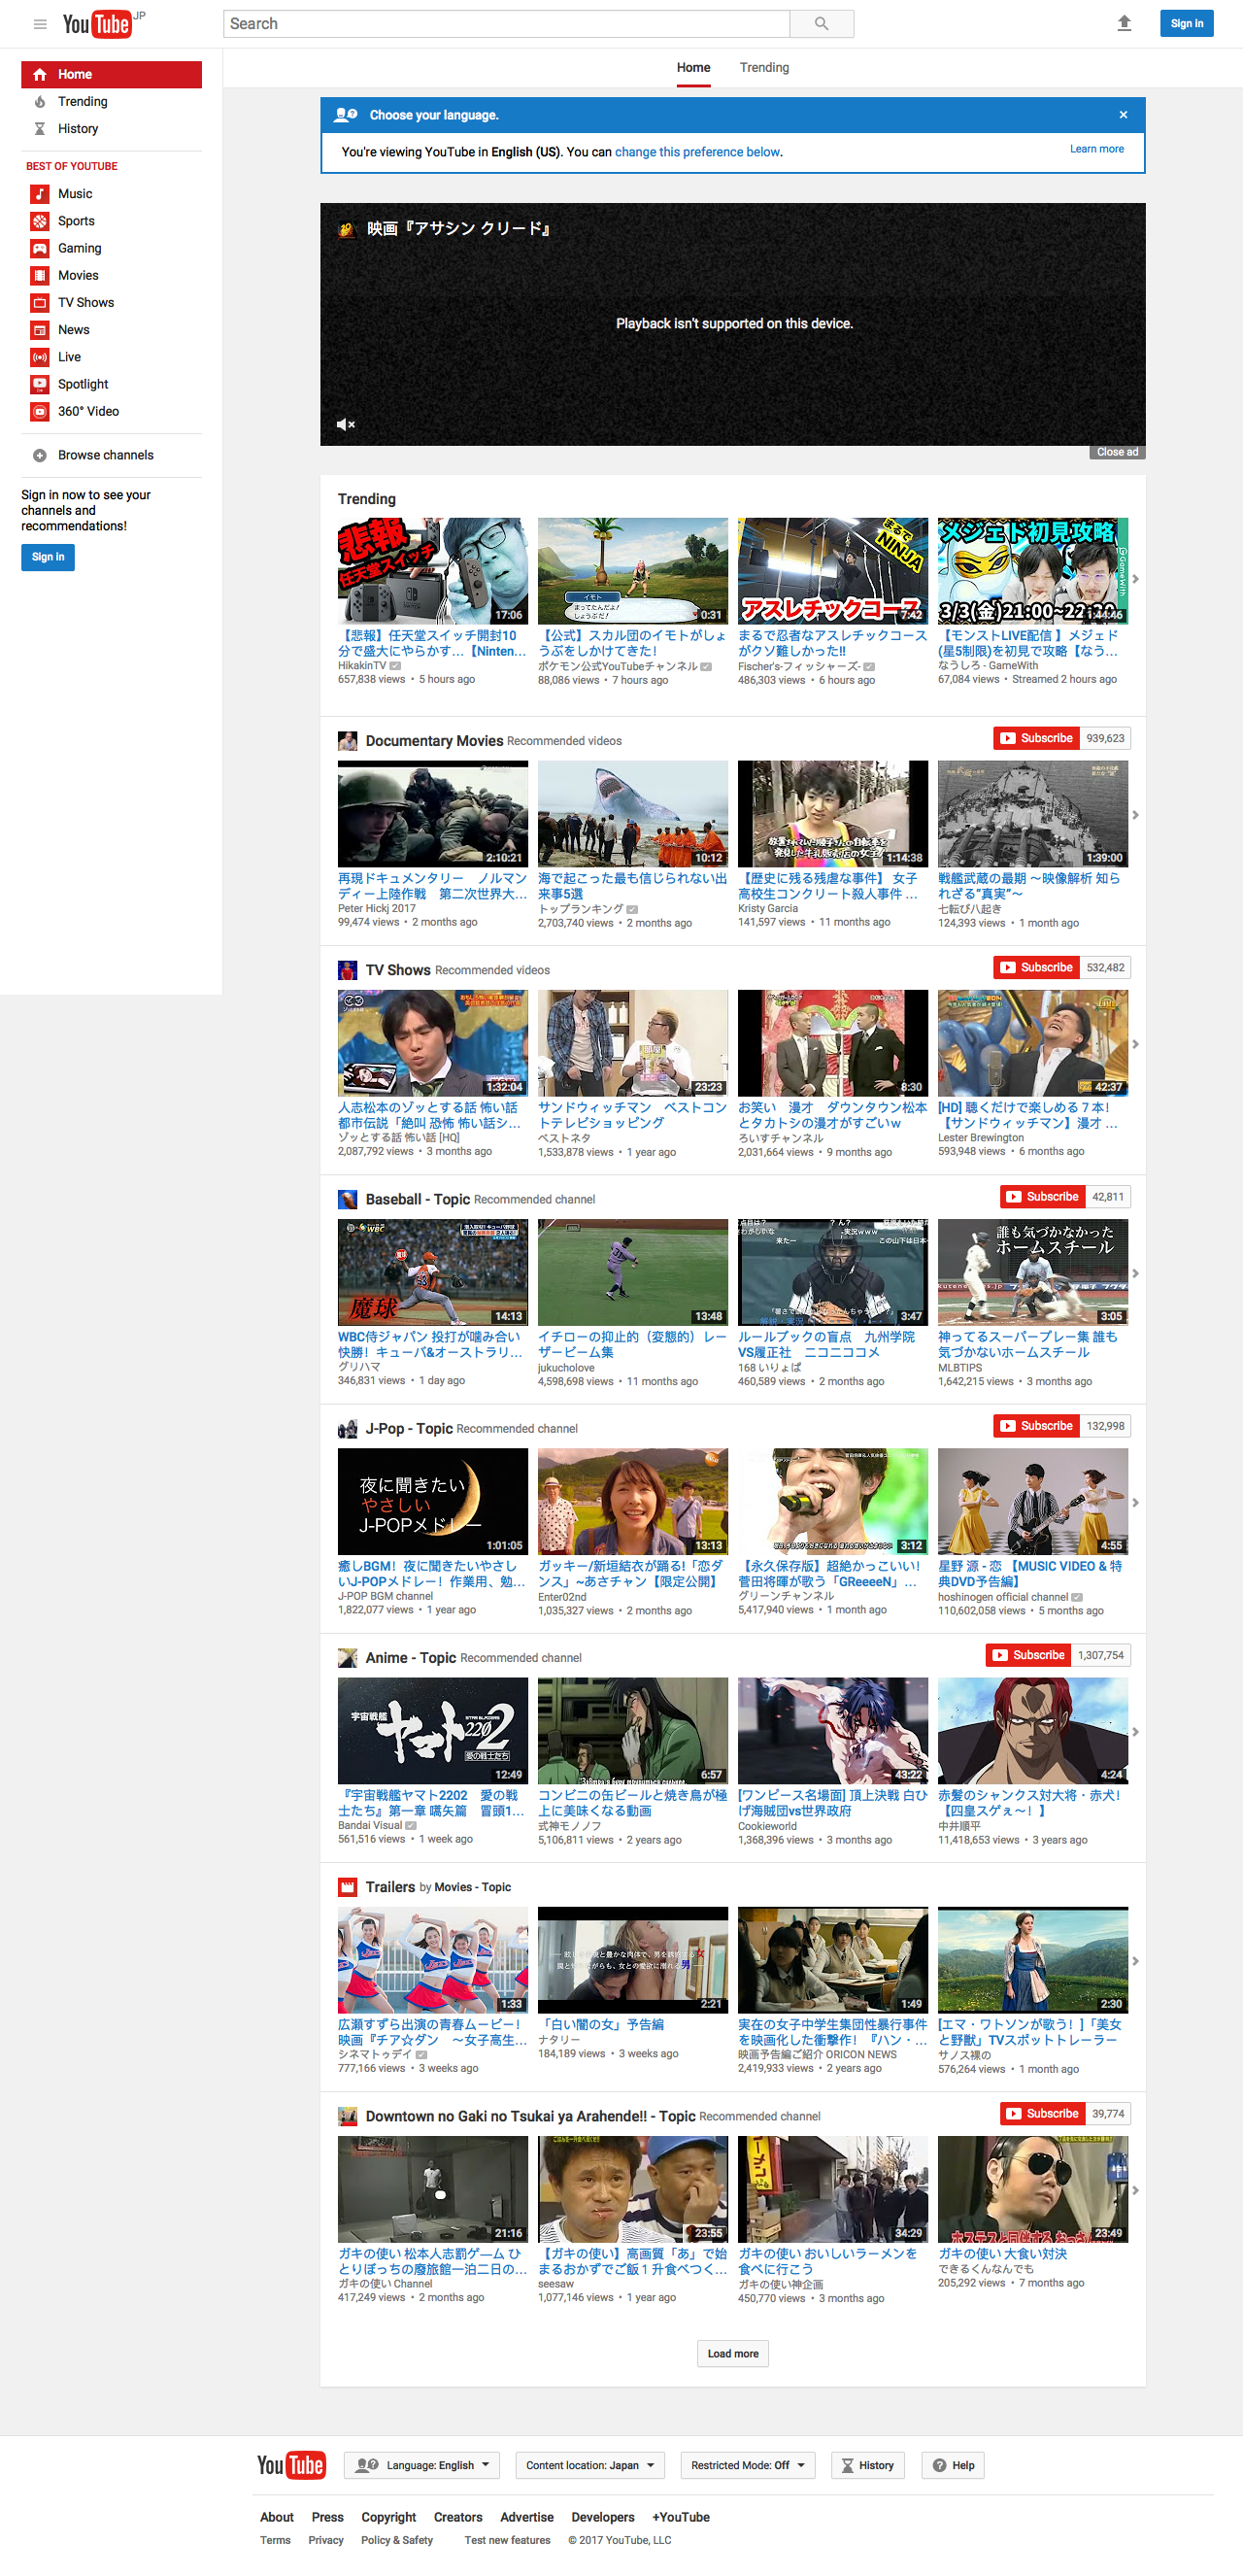 YouTube JP
Search
Sign in
Home
Trending
History
BEST OF YOUTUBE
Music
Sports
Gaming
Movies
TV Shows
News
Live
Spotlight
360° Video
Browse channels
Sign in now to see your
channels and
recommendations!
Sign in
Home Trending
Choose your language. ×
You're viewing YouTube in English (US). You can change this preference below.
Learn more
映画『アサシン クリード』
Playback isn't supported on this device.
Close ad
Trending
悲報
任天堂スイッチ
17:06
イモト
まってたんだよ！
しょうぶだ！
0:31
まるで
NINJA
アスレチックコース
7:42
メジェド初見攻略
GameWith
3/3(金)21:00～22:00
【悲報】任天堂スイッチ開封10
分で盛大にやらかす...【Ninten...
HikakinTV
657,838 views • 5 hours ago
【公式】スカル団のイモトがしょ
うぶをしかけてきた！
ポケモン公式YouTubeチャンネル
88,086 views • 7 hours ago
まるで忍者なアスレチックコース
がクソ難しかった!!
Fischer's-フィッシャーズ-
486,303 views • 6 hours ago
【モンストLIVE配信 】メジェド
(星5制限)を初見で攻略【なう...
なうしろ - GameWith
67,084 views • Streamed 2 hours ago
Documentary Movies Recommended videos
Subscribe 939,623
2:10:21
10:12
発見した牛乳販売店の女子
1:14:38
1:39:00
再現ドキュメンタリー　ノルマン
ディー上陸作戦　第二次世界大...
Peter Hickj 2017
99,474 views • 2 months ago
海で起こった最も信じられない出
来事5選
トップランキング
2,703,740 views • 2 months ago
【歴史に残る残虐な事件】 女子
高校生コンクリート殺人事件 ...
Kristy Garcia
141,597 views • 11 months ago
戦艦武蔵の最期 ～映像解析 知ら
れざる"真実"～
七転び八起き
124,393 views • 1 month ago
TV Shows Recommended videos
Subscribe 532,482
1:32:04
23:23
8:30
42:37
人志松本のゾッとする話 怖い話
都市伝説「絶叫 恐怖 怖い話シ...
ゾッとする話 怖い話 [HQ]
2,087,792 views • 3 months ago
サンドウィッチマン　ベストコン
トテレビショッピング
ベストネタ
1,533,878 views • 1 year ago
お笑い　漫才　ダウンタウン松本
とタカトシの漫才がすごいｗ
ろいすチャンネル
2,031,664 views • 9 months ago
[HD] 聴くだけで楽しめる７本！
【サンドウィッチマン】漫才 ...
Lester Brewington
593,948 views • 6 months ago
Baseball - Topic Recommended channel
Subscribe 42,811
WBC
魔球
14:13
13:48
来たー
この山下は日本
3:47
誰も気づかなかった
ホームスチール
3:05
WBC侍ジャパン 投打が噛み合い
快勝！ キューバ&オーストラリ...
グリハマ
346,831 views • 1 day ago
イチローの抑止的（変態的）レー
ザービーム集
jukucholove
4,598,698 views • 11 months ago
ルールブックの盲点　九州学院
VS履正社　ニコニココメ
168 いりょぱ
460,589 views • 2 months ago
神ってるスーパープレー集 誰も
気づかないホームスチール
MLBTIPS
1,642,215 views • 3 months ago
J-Pop - Topic Recommended channel
Subscribe 132,998
夜に聞きたい
やさしい
J-POPメドレー
1:01:05
13:13
3:12
4:55
癒しBGM！ 夜に聞きたいやさし
いJ-POPメドレー！ 作業用、勉...
J-POP BGM channel
1,822,077 views • 1 year ago
ガッキー/新垣結衣が踊る!「恋ダ
ンス」~あさチャン【限定公開】
Enter02nd
1,035,327 views • 2 months ago
【永久保存版】超絶かっこいい！
菅田将暉が歌う「GReeeeN」...
グリーンチャンネル
5,417,940 views • 1 month ago
星野 源 - 恋 【MUSIC VIDEO & 特
典DVD予告編】
hoshinogen official channel
110,602,058 views • 5 months ago
Anime - Topic Recommended channel
Subscribe 1,307,754
宇宙戦艦
ヤマト
STAR BLAZERS
2202
愛の戦士たち
12:49
6:57
43:22
4:24
『宇宙戦艦ヤマト2202　愛の戦
士たち』第一章 嚆矢篇　冒頭1...
Bandai Visual
561,516 views • 1 week ago
コンビニの缶ビールと焼き鳥が極
上に美味くなる動画
式神モノノフ
5,106,811 views • 2 years ago
[ワンピース名場面] 頂上決戦 白ひ
げ海賊団vs世界政府
Cookieworld
1,368,396 views • 3 months ago
赤髪のシャンクス対大将・赤犬！
【四皇スゲぇ～！】
中井順平
11,418,653 views • 3 years ago
Trailers by Movies - Topic
1:33
2:21
1:49
2:30
広瀬すずら出演の青春ムービー！
映画『チア☆ダン　～女子高生...
シネマトゥデイ
777,166 views • 3 weeks ago
「白い闇の女」予告編
ナタリー
184,189 views • 3 weeks ago
実在の女子中学生集団性暴行事件
を映画化した衝撃作！『ハン・...
映画予告編ご紹介 ORICON NEWS
2,419,933 views • 2 years ago
[エマ・ワトソンが歌う！]「美女
と野獣」TVスポットトレーラー
サノス裸の
576,264 views • 1 month ago
Downtown no Gaki no Tsukai ya Arahende!! - Topic Recommended channel
Subscribe 39,774
21:16
23:55
ラーメン
34:29
23:49
ガキの使い 松本人志罰ゲーム ひ
とりぼっちの廃旅館一泊二日の...
ガキの使い Channel
417,249 views • 2 months ago
【ガキの使い】高画質「あ」で始
まるおかずでご飯１升食べつく...
seesaw
1,077,146 views • 1 year ago
ガキの使い おいしいラーメンを
食べに行こう
ガキの使い神企画
450,770 views • 3 months ago
ガキの使い 大食い対決
できるくんなんでも
205,292 views • 7 months ago
Load more
YouTube
Language: English
Content location: Japan
Restricted Mode: Off
History
Help
About Press Copyright Creators Advertise Developers +YouTube
Terms Privacy Policy & Safety Test new features © 2017 YouTube, LLC